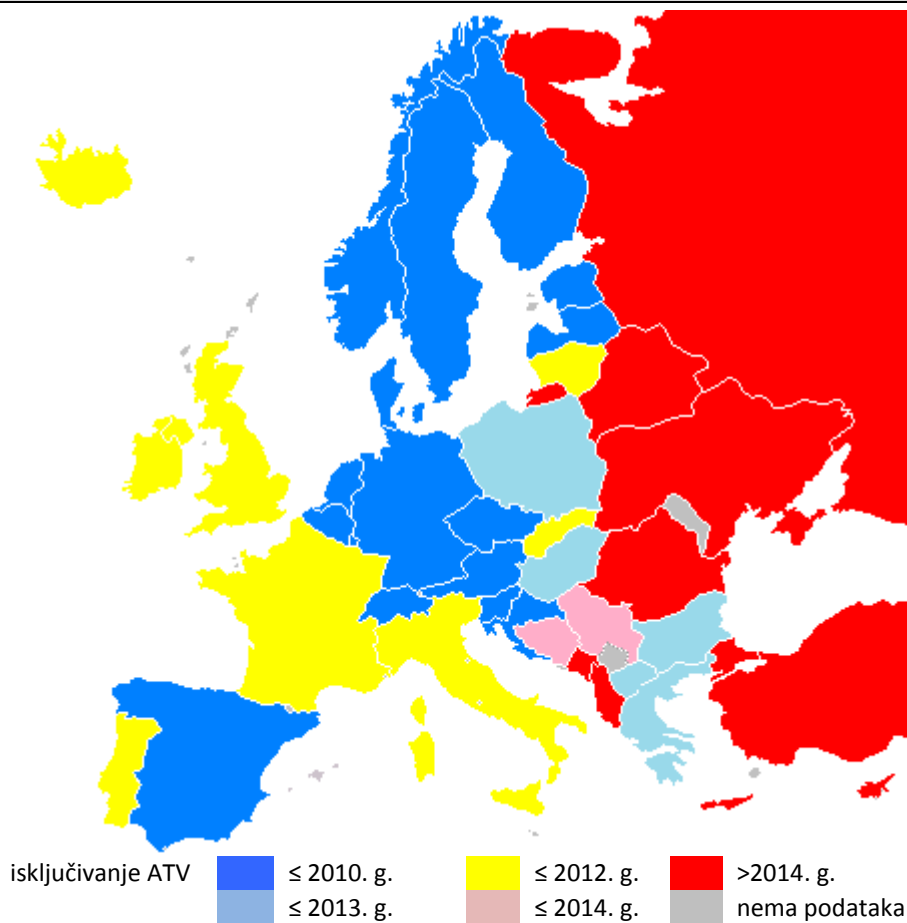 isključivanje ATV ≤ 2010. g. ≤ 2012. g. >2014. g.
≤ 2013. g. ≤ 2014. g. nema podataka